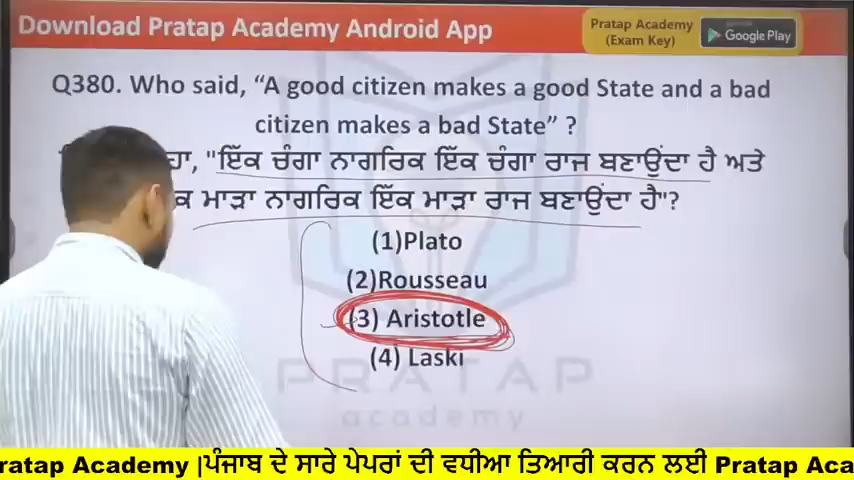 Download Pratap Academy Android App
Pratap Academy
(Exam Key)
Google Play
Q380. Who said, “A good citizen makes a good State and a bad
citizen makes a bad State” ?
"ਇੱਕ ਚੰਗਾ ਨਾਗਰਿਕ ਇੱਕ ਚੰਗਾ ਰਾਜ ਬਣਾਉਂਦਾ ਹੈ ਅਤੇ
ਮਾੜਾ ਨਾਗਰਿਕ ਇੱਕ ਮਾੜਾ ਰਾਜ ਬਣਾਉਂਦਾ ਹੈ"?
(1)Plato
(2)Rousseau
(3) Aristotle
(4) Laski
PRATAP
academy
ratap Academy |ਪੰਜਾਬ ਦੇ ਸਾਰੇ ਪੇਪਰਾਂ ਦੀ ਵਧੀਆ ਤਿਆਰੀ ਕਰਨ ਲਈ Pratap Aca